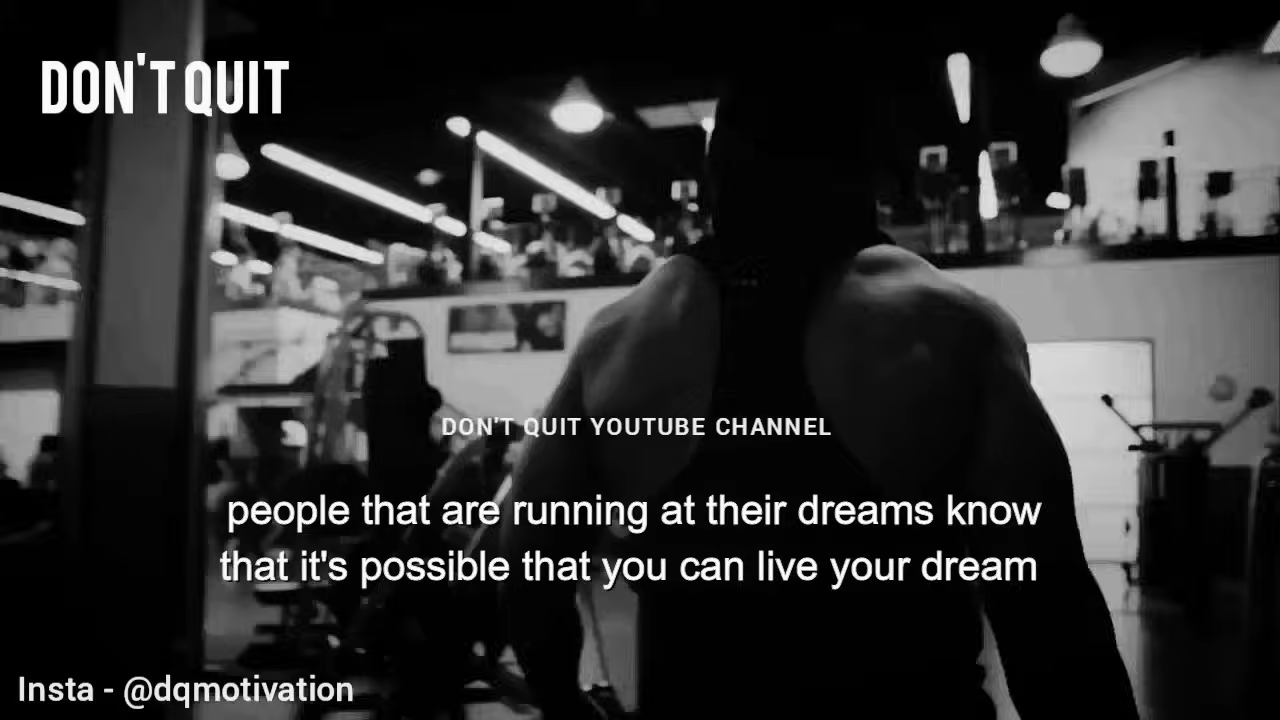 DON'T QUIT
DON'T QUIT YOUTUBE CHANNEL
people that are running at their dreams know
that it's possible that you can live your dream
Insta - @dqmotivation